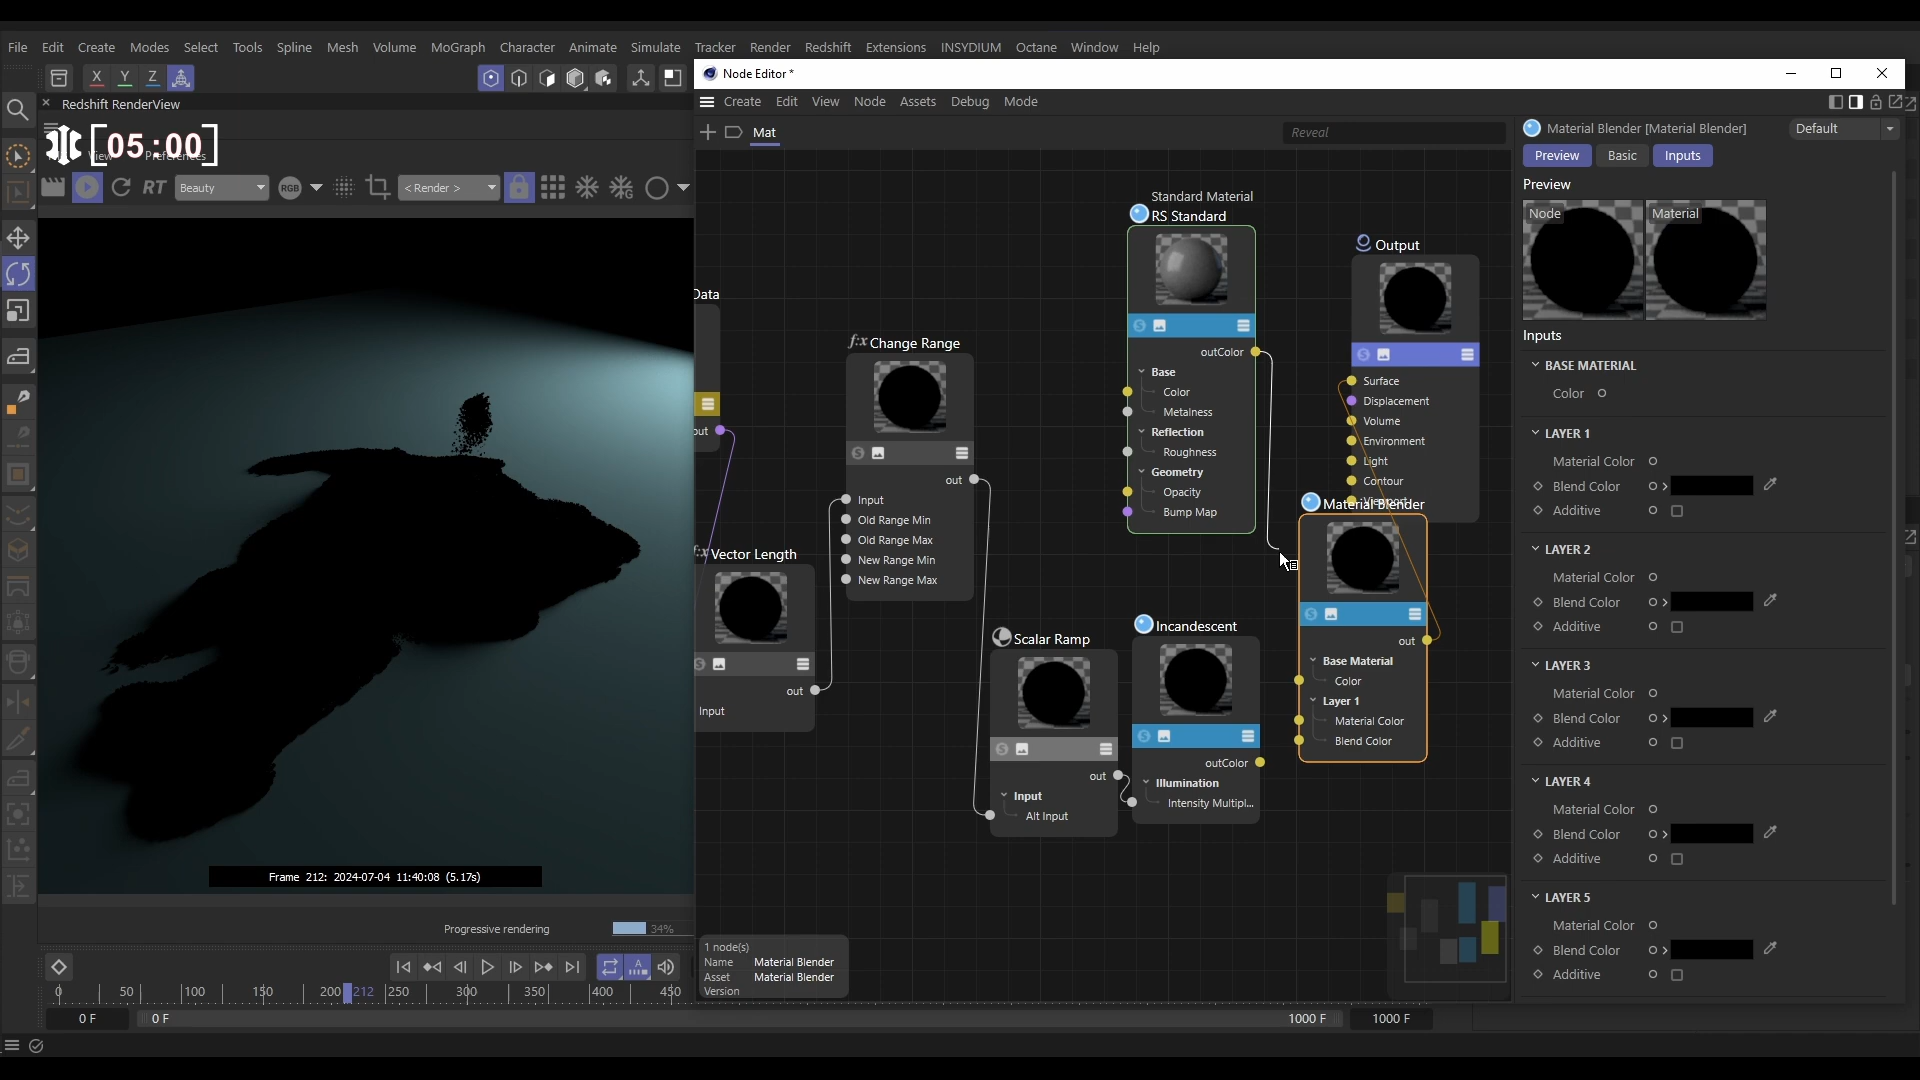 File Edit Create Modes Select Tools Spline Mesh Volume MoGraph Character Animate Simulate Tracker Render Redshift Extensions INSYDIUM Octane Window Help
X Y Z
Node Editor *
Redshift RenderView
Create Edit View Node Assets Debug Mode
[05:00]
View Preferences
Mat
Reveal
Material Blender [Material Blender]
Default
Preview Basic Inputs
RT Beauty RGB < Render >
Preview
Node Material
Standard Material
RS Standard
Output
Data
f:x Change Range
outColor
Base
Color
Metalness
Reflection
Roughness
Geometry
Opacity
Bump Map
Surface
Displacement
Volume
Environment
Light
Contour
out
out
Input
Old Range Min
Old Range Max
New Range Min
New Range Max
Vector Length
out
Input
Scalar Ramp
out
Input
Alt Input
Incandescent
outColor
Illumination
Intensity Multipl...
Material Blender
out
Base Material
Color
Layer 1
Material Color
Blend Color
Inputs
BASE MATERIAL
Color
LAYER 1
Material Color
Blend Color
Additive
LAYER 2
Material Color
Blend Color
Additive
LAYER 3
Material Color
Blend Color
Additive
LAYER 4
Material Color
Blend Color
Additive
LAYER 5
Material Color
Blend Color
Additive
Frame 212: 2024-07-04 11:40:08 (5.17s)
Progressive rendering 34%
1 node(s)
Name Material Blender
Asset Material Blender
Version
0 50 100 150 200 212 250 300 350 400 450
0 F 0 F 1000 F 1000 F